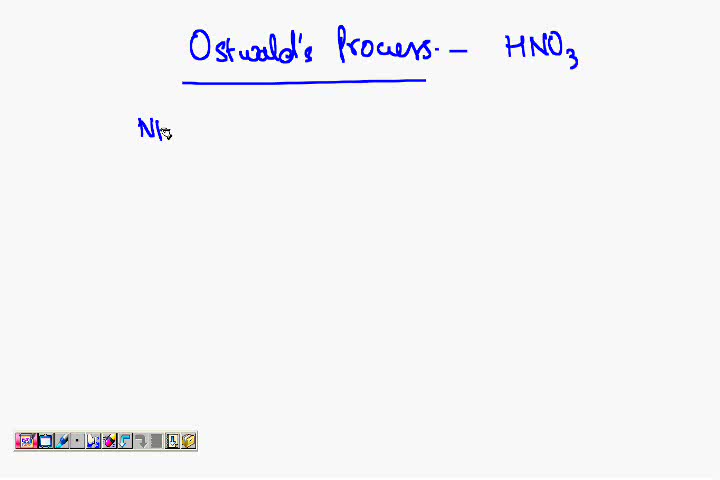 Ostwald's Process. – HNO₃
NH